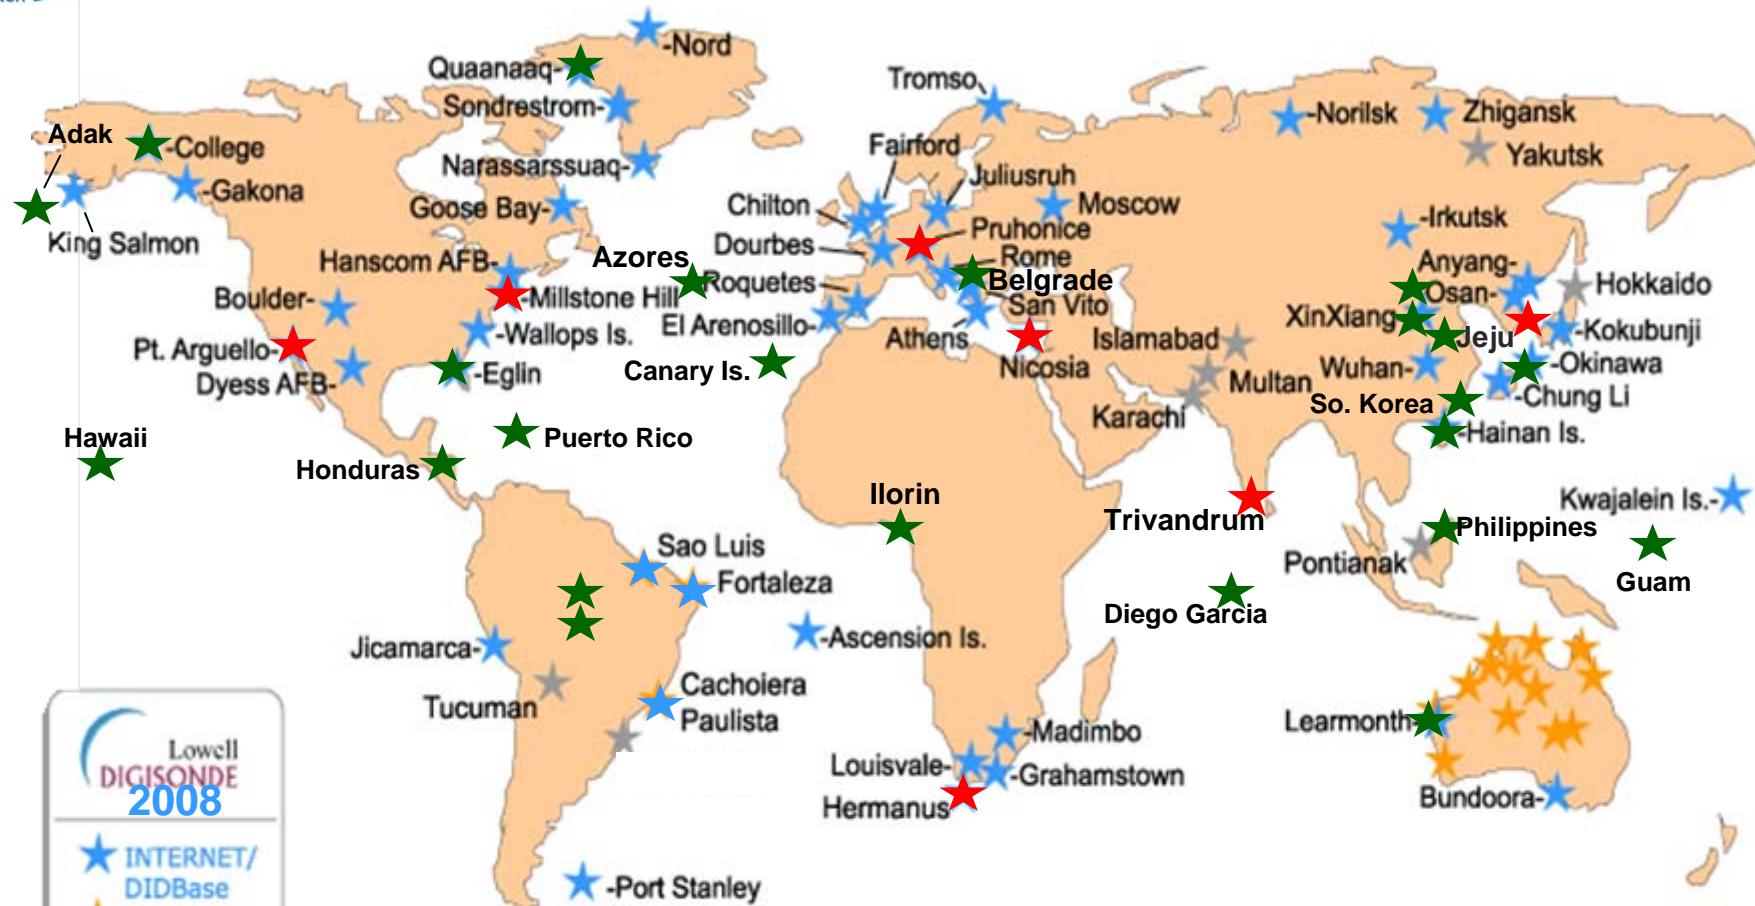 -Nord
Quaanaaq-
Sondrestrom-
Tromso
-Norilsk
Zhigansk
Adak
-College
Fairford
Yakutsk
Narassarssuaq-
Juliusruh
-Gakona
Goose Bay-
Chilton
Moscow
-Irkutsk
King Salmon
Dourbes
Pruhonice
Hanscom AFB-
Azores
Rome
Anyang-
Boulder-
-Millstone Hill
Roquetes
Belgrade
Osan-
Hokkaido
San Vito
XinXiang
El Arenosillo-
-Wallops Is.
Athens
Islamabad
Jeju
-Kokubunji
Pt. Arguello-
Dyess AFB-
-Eglin
Canary Is.
Nicosia
Multan
Wuhan-
-Okinawa
Karachi
So. Korea
-Chung Li
Hawaii
Puerto Rico
-Hainan Is.
Honduras
Ilorin
Trivandrum
Kwajalein Is.-
Philippines
Sao Luis
Pontianak
Fortaleza
Guam
Diego Garcia
Jicamarca-
-Ascension Is.
Tucuman
Cachoiera
Paulista
Learmonth-
-Madimbo
Louisvale-
-Grahamstown
Hermanus
Bundoora-
-Port Stanley
Lowell
DIGISONDE
2008
INTERNET/
DIDBase